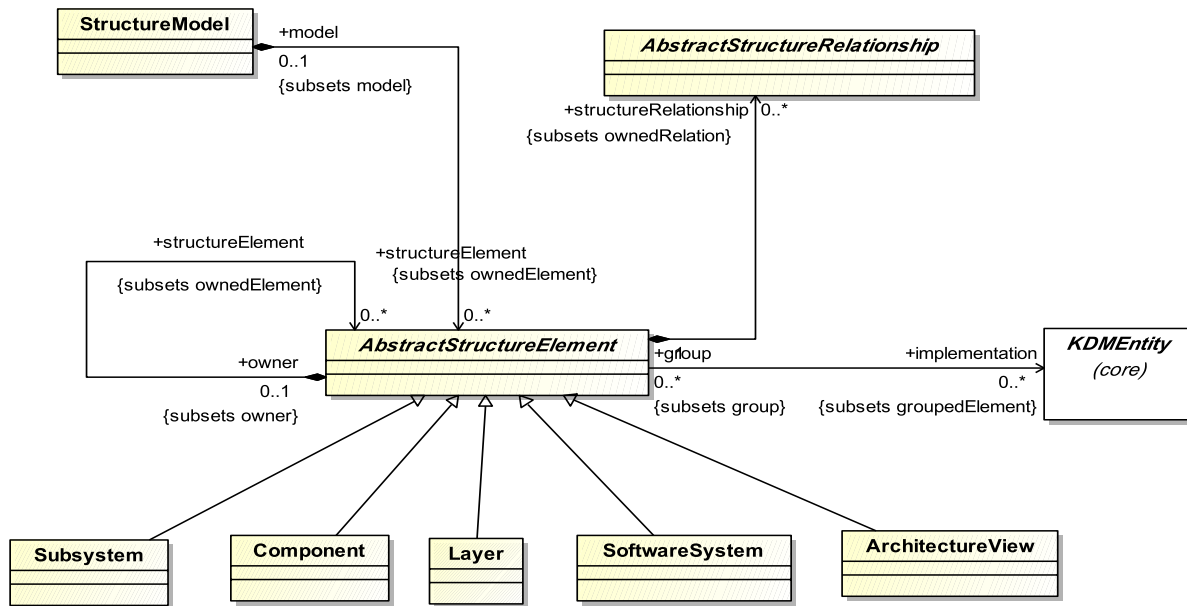 StructureModel
+model
0..1
{subsets model}
AbstractStructureRelationship
+structureRelationship 0..*
{subsets ownedRelation}
+structureElement
{subsets ownedElement}
0..*
+structureElement
{subsets ownedElement}
0..*
AbstractStructureElement
+owner
0..1
{subsets owner}
+group
0..*
{subsets group}
+implementation
0..*
{subsets groupedElement}
KDMEntity
(core)
Subsystem
Component
Layer
SoftwareSystem
ArchitectureView